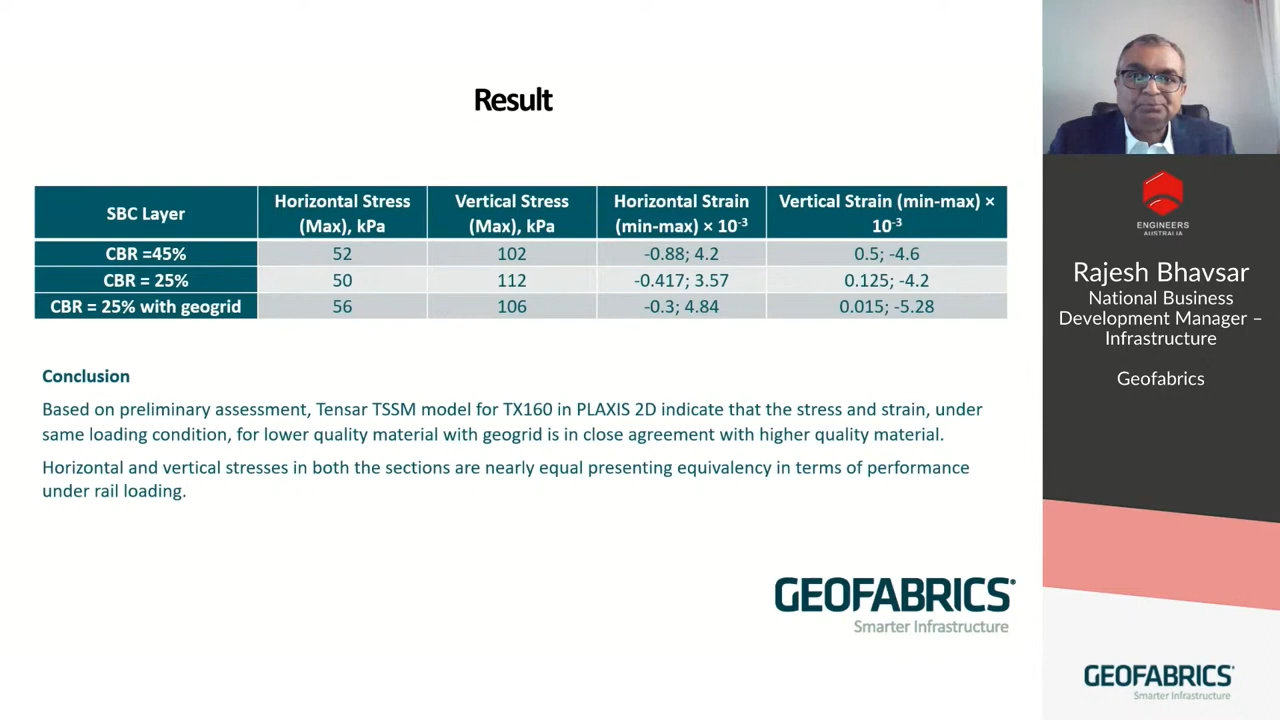 Result
SBC Layer
Horizontal Stress
(Max), kPa
Vertical Stress
(Max), kPa
Horizontal Strain
(min-max) × 10⁻³
Vertical Strain (min-max) ×
10⁻³
CBR =45% 52 102 -0.88; 4.2 0.5; -4.6
CBR = 25% 50 112 -0.417; 3.57 0.125; -4.2
CBR = 25% with geogrid 56 106 -0.3; 4.84 0.015; -5.28
Conclusion
Based on preliminary assessment, Tensar TSSM model for TX160 in PLAXIS 2D indicate that the stress and strain, under
same loading condition, for lower quality material with geogrid is in close agreement with higher quality material.
Horizontal and vertical stresses in both the sections are nearly equal presenting equivalency in terms of performance
under rail loading.
GEOFABRICS
Smarter Infrastructure
ENGINEERS
AUSTRALIA
Rajesh Bhavsar
National Business
Development Manager –
Infrastructure
Geofabrics
GEOFABRICS
Smarter Infrastructure